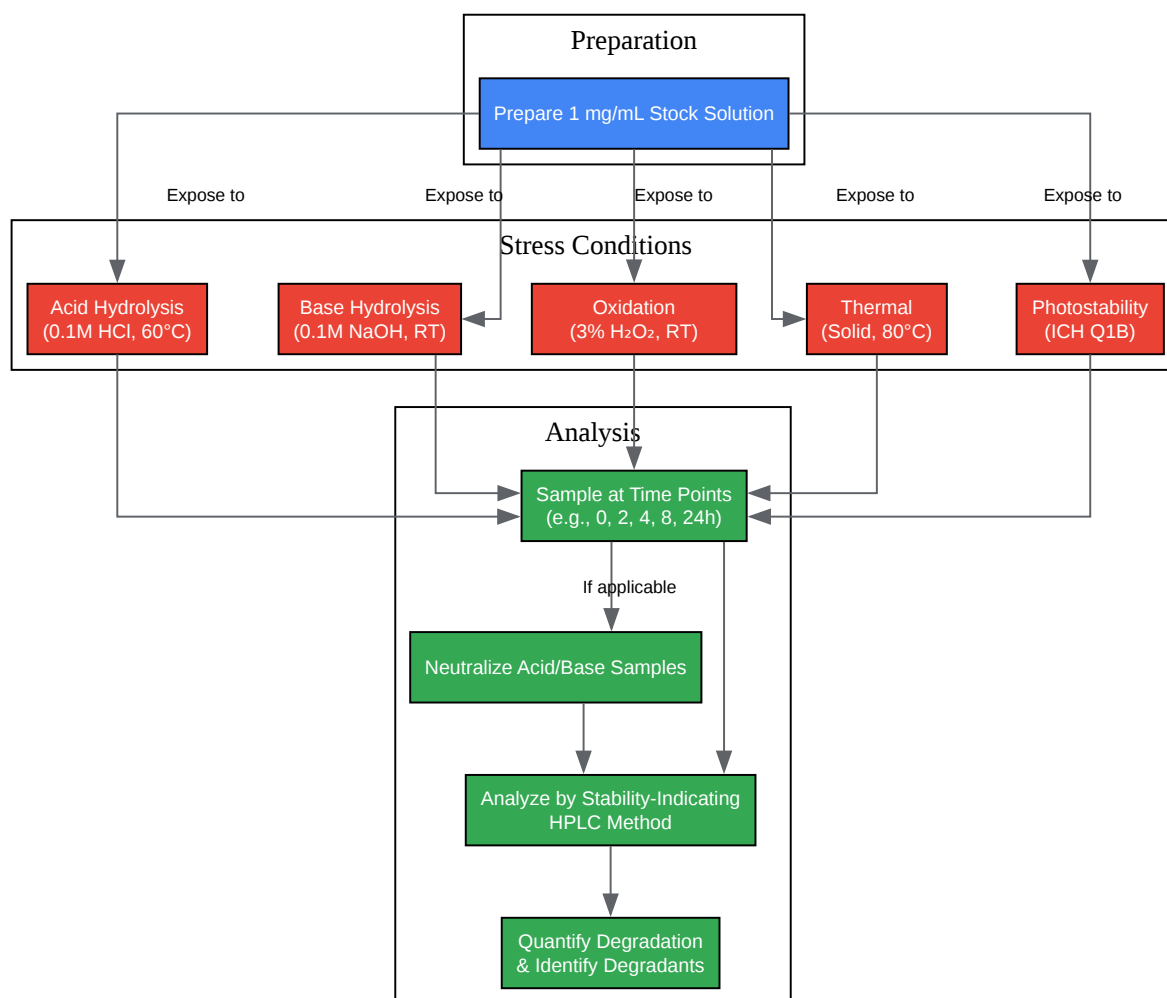 Preparation
Prepare 1 mg/mL Stock Solution
Expose to
Expose to
Expose to
Expose to
Expose to
Stress Conditions
Acid Hydrolysis
(0.1M HCl, 60°C)
Base Hydrolysis
(0.1M NaOH, RT)
Oxidation
(3% H₂O₂, RT)
Thermal
(Solid, 80°C)
Photostability
(ICH Q1B)
Analysis
Sample at Time Points
(e.g., 0, 2, 4, 8, 24h)
If applicable
Neutralize Acid/Base Samples
Analyze by Stability-Indicating
HPLC Method
Quantify Degradation
& Identify Degradants